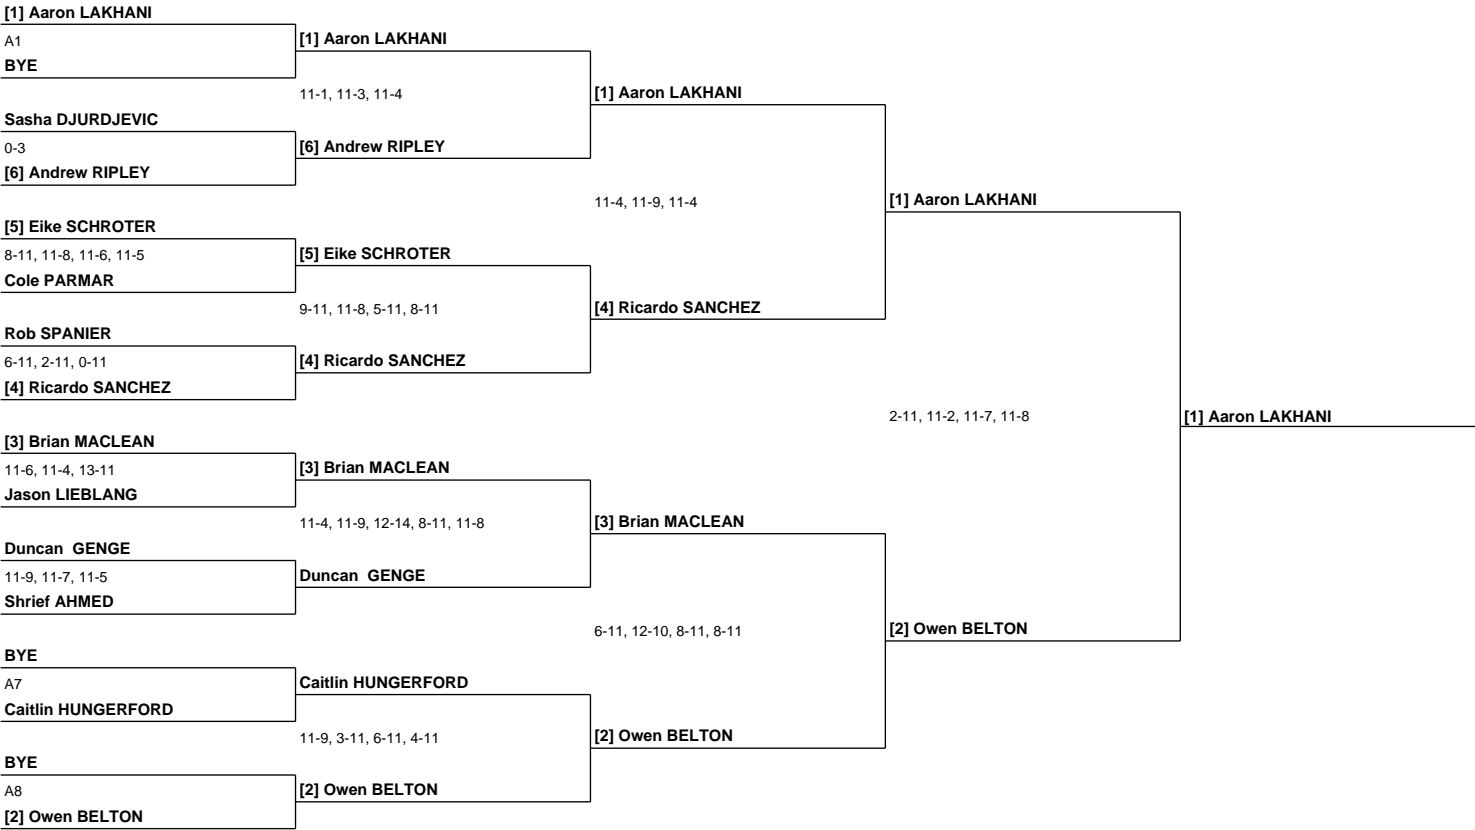 [1] Aaron LAKHANI
A1
BYE
Sasha DJURDJEVIC
0-3
[6] Andrew RIPLEY
[5] Eike SCHROTER
8-11, 11-8, 11-6, 11-5
Cole PARMAR
Rob SPANIER
6-11, 2-11, 0-11
[4] Ricardo SANCHEZ
[3] Brian MACLEAN
11-6, 11-4, 13-11
Jason LIEBLANG
Duncan  GENGE
11-9, 11-7, 11-5
Shrief AHMED
BYE
A7
Caitlin HUNGERFORD
BYE
A8
[2] Owen BELTON
[1] Aaron LAKHANI
11-1, 11-3, 11-4
[6] Andrew RIPLEY
[5] Eike SCHROTER
9-11, 11-8, 5-11, 8-11
[4] Ricardo SANCHEZ
[3] Brian MACLEAN
11-4, 11-9, 12-14, 8-11, 11-8
Duncan  GENGE
Caitlin HUNGERFORD
11-9, 3-11, 6-11, 4-11
[2] Owen BELTON
[1] Aaron LAKHANI
11-4, 11-9, 11-4
[4] Ricardo SANCHEZ
[3] Brian MACLEAN
6-11, 12-10, 8-11, 8-11
[2] Owen BELTON
[1] Aaron LAKHANI
2-11, 11-2, 11-7, 11-8
[2] Owen BELTON
[1] Aaron LAKHANI